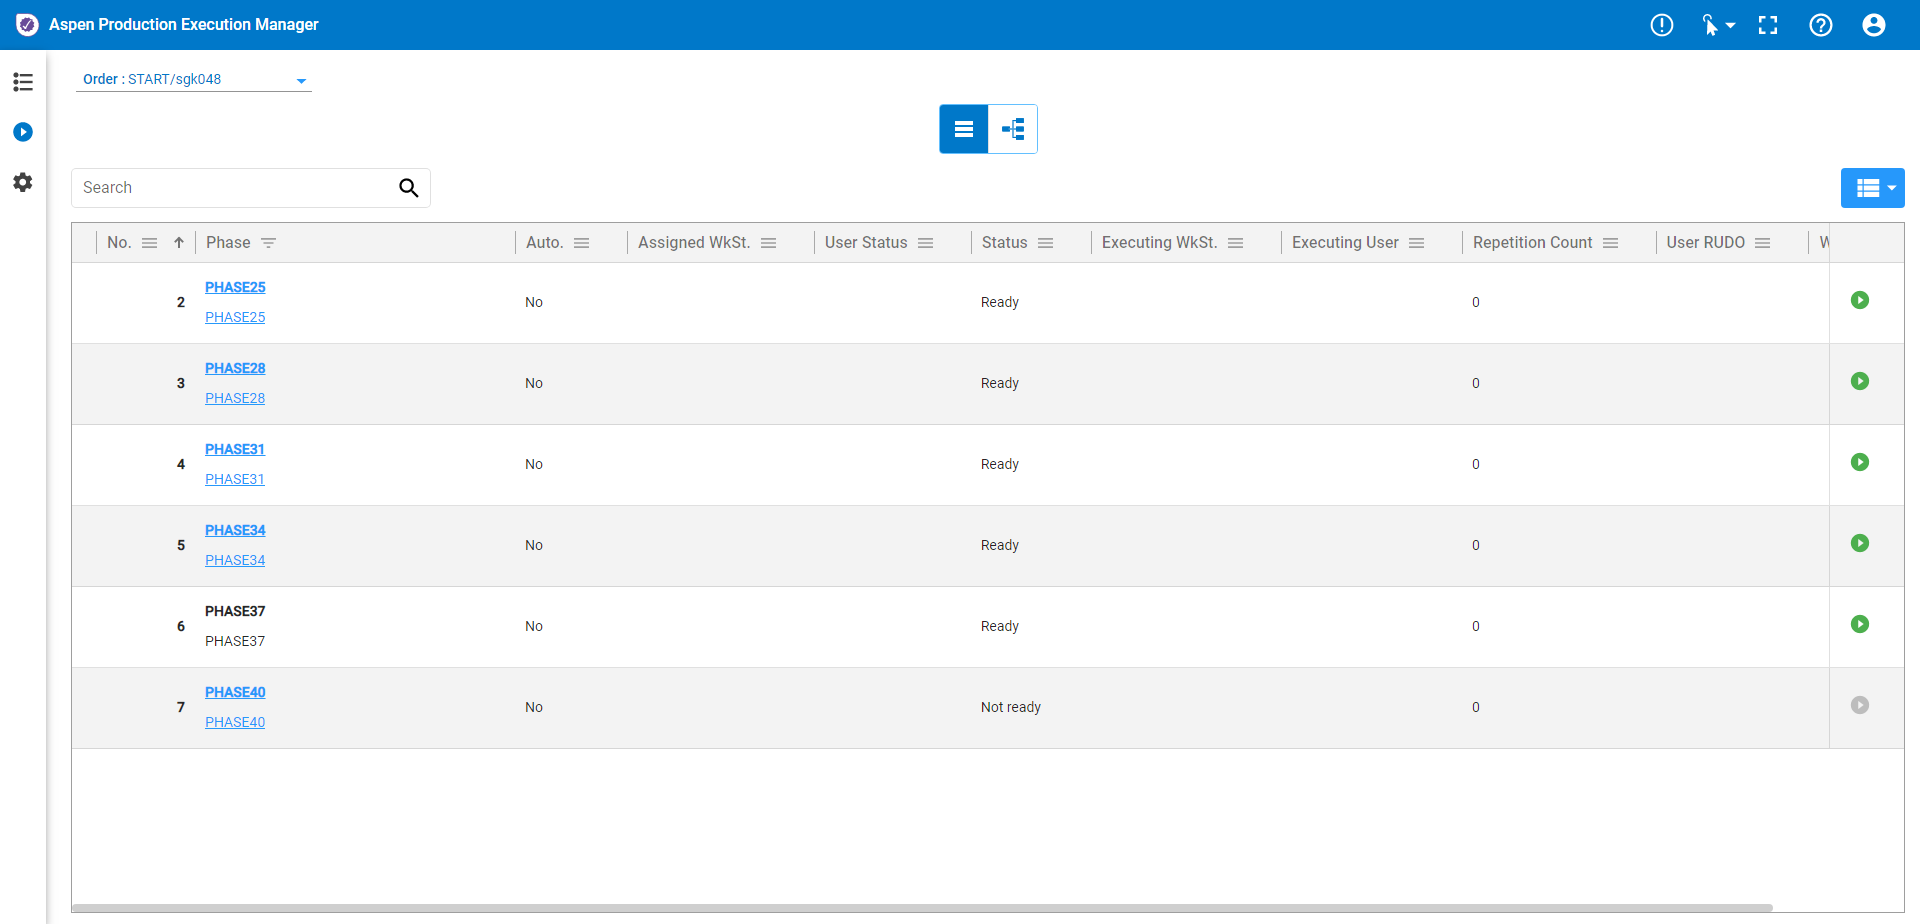 Aspen Production Execution Manager
Order : START/sgk048
Search
No. Phase Auto. Assigned WkSt. User Status Status Executing WkSt. Executing User Repetition Count User RUDO
2 PHASE25 No Ready 0
PHASE25
3 PHASE28 No Ready 0
PHASE28
4 PHASE31 No Ready 0
PHASE31
5 PHASE34 No Ready 0
PHASE34
6 PHASE37 No Ready 0
PHASE37
7 PHASE40 No Not ready 0
PHASE40